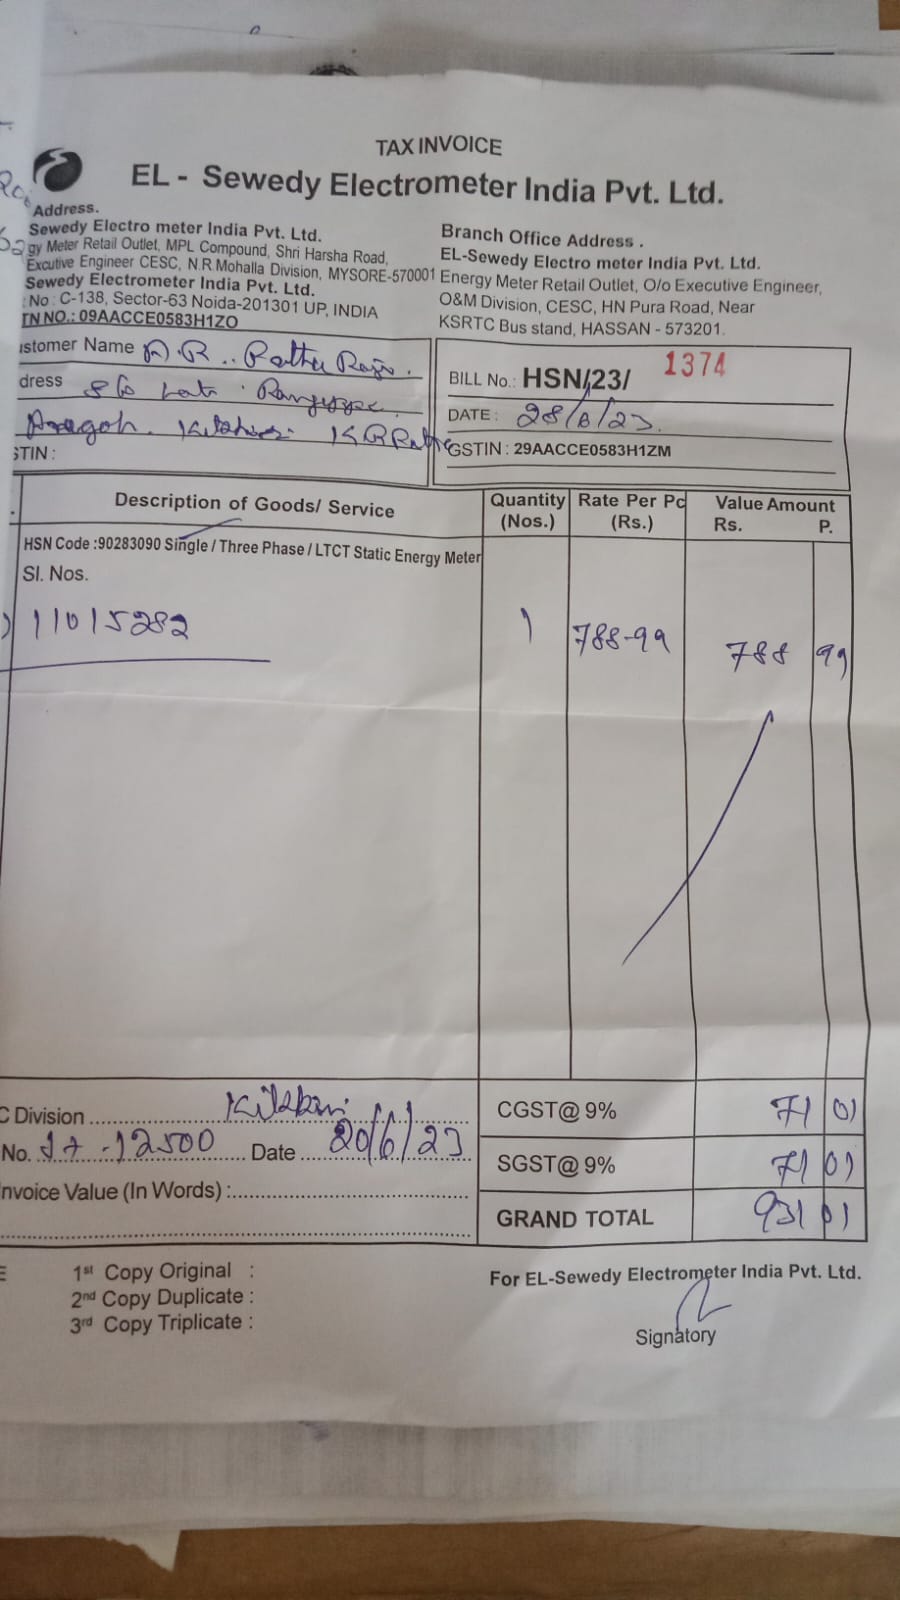 TAX INVOICE
EL - Sewedy Electrometer India Pvt. Ltd.
Address.
Sewedy Electro meter India Pvt. Ltd.
gy Meter Retail Outlet, MPL Compound, Shri Harsha Road,
Excutive Engineer CESC, N.R Mohalla Division, MYSORE-570001
Sewedy Electrometer India Pvt. Ltd.
No : C-138, Sector-63 Noida-201301 UP, INDIA
TN NO.: 09AACCE0583H1ZO
Branch Office Address .
EL-Sewedy Electro meter India Pvt. Ltd.
Energy Meter Retail Outlet, O/o Executive Engineer,
O&M Division, CESC, HN Pura Road, Near
KSRTC Bus stand, HASSAN - 573201.
stomer Name
dress
STIN :
BILL No.: HSN/23/ 1374
DATE : 28/6/23.
GSTIN : 29AACCE0583H1ZM
Description of Goods/ Service Quantity (Nos.) Rate Per Pc (Rs.) Value Amount Rs. P.
HSN Code :90283090 Single / Three Phase / LTCT Static Energy Meter
Sl. Nos.
11015282 1 788-99 788 99
C Division
No. 12500 Date 20/6/23
nvoice Value (In Words) :
CGST@ 9% 71 01
SGST@ 9% 71 01
GRAND TOTAL 931 01
1st Copy Original :
2nd Copy Duplicate :
3rd Copy Triplicate :
For EL-Sewedy Electrometer India Pvt. Ltd.
Signatory